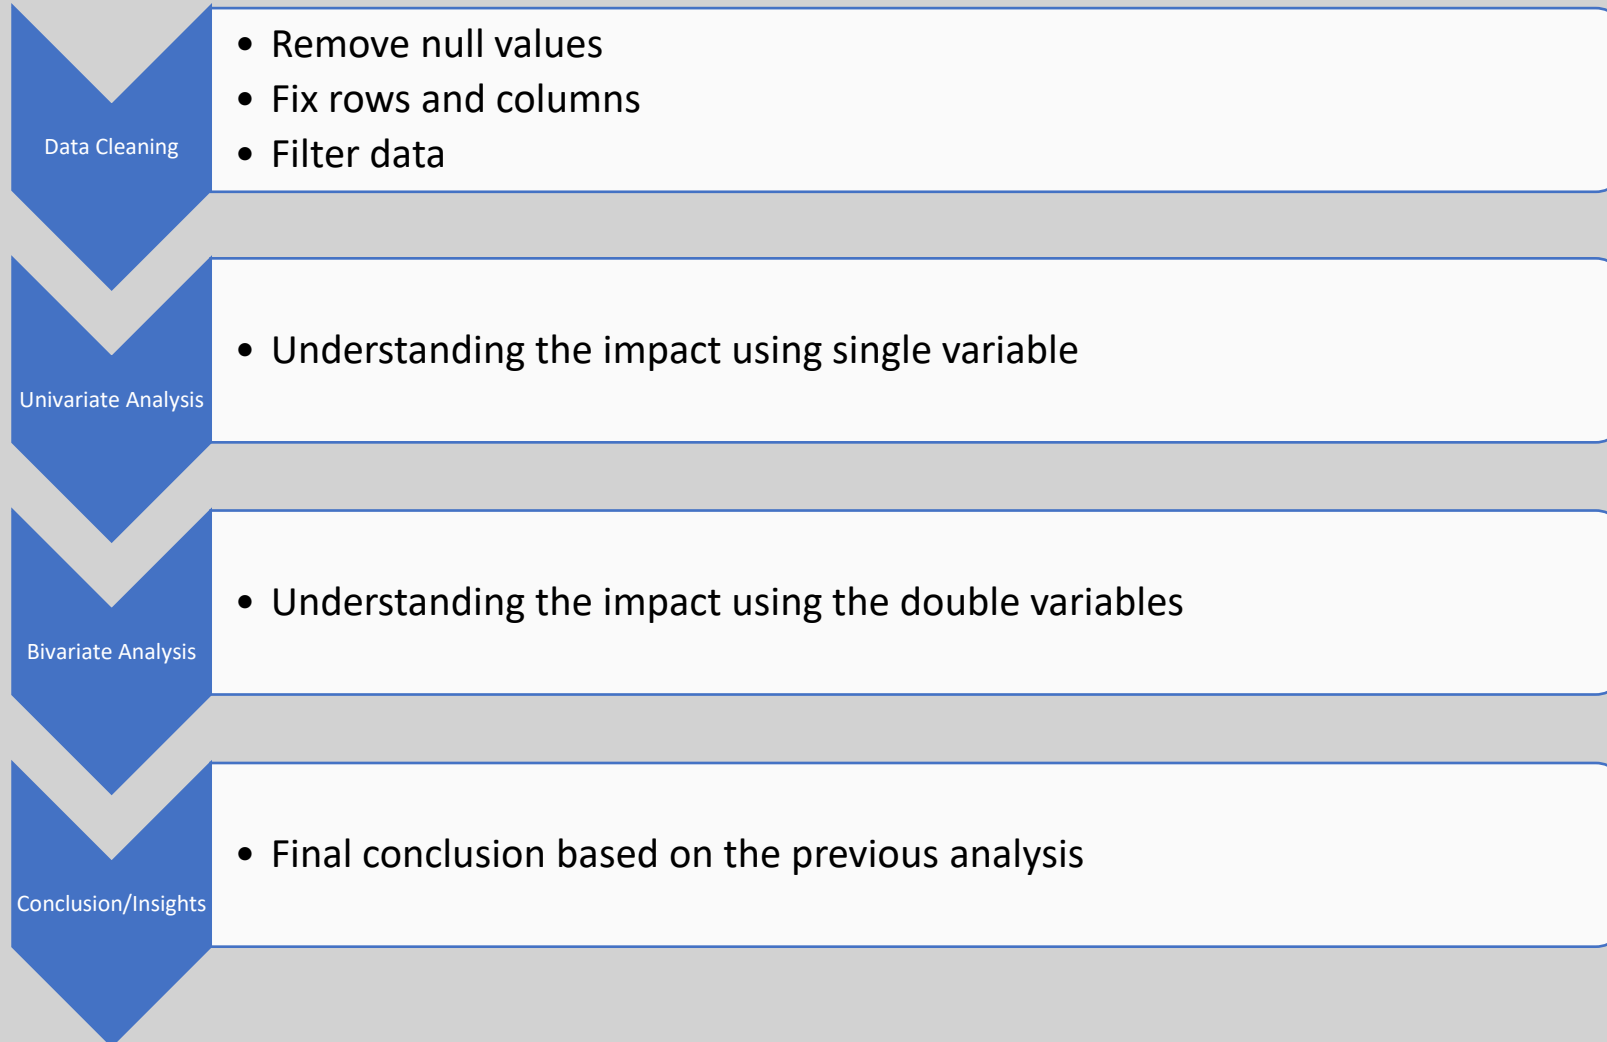 Data Cleaning
• Remove null values
• Fix rows and columns
• Filter data
Univariate Analysis
• Understanding the impact using single variable
Bivariate Analysis
• Understanding the impact using the double variables
Conclusion/Insights
• Final conclusion based on the previous analysis